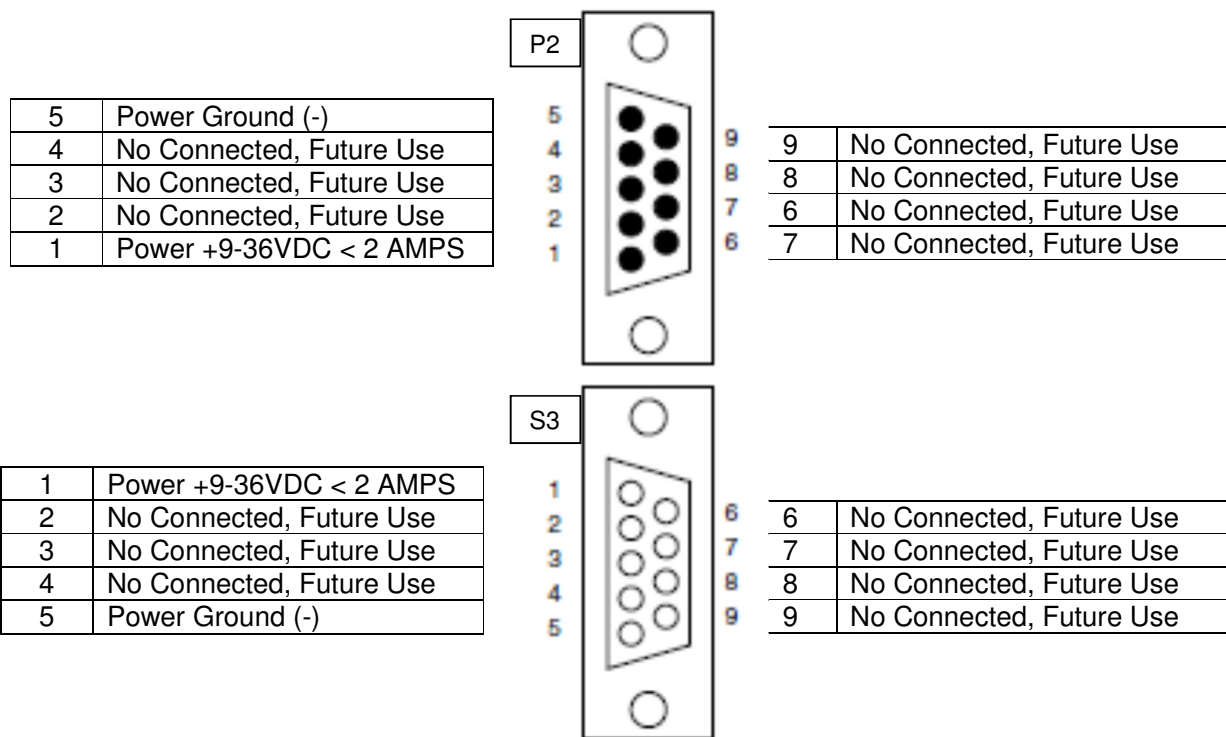 P2
5 Power Ground (-)
4 No Connected, Future Use
3 No Connected, Future Use
2 No Connected, Future Use
1 Power +9-36VDC < 2 AMPS
5
4
3
2
1
9
8
7
6
9 No Connected, Future Use
8 No Connected, Future Use
6 No Connected, Future Use
7 No Connected, Future Use
S3
1 Power +9-36VDC < 2 AMPS
2 No Connected, Future Use
3 No Connected, Future Use
4 No Connected, Future Use
5 Power Ground (-)
1
2
3
4
5
6
7
8
9
6 No Connected, Future Use
7 No Connected, Future Use
8 No Connected, Future Use
9 No Connected, Future Use